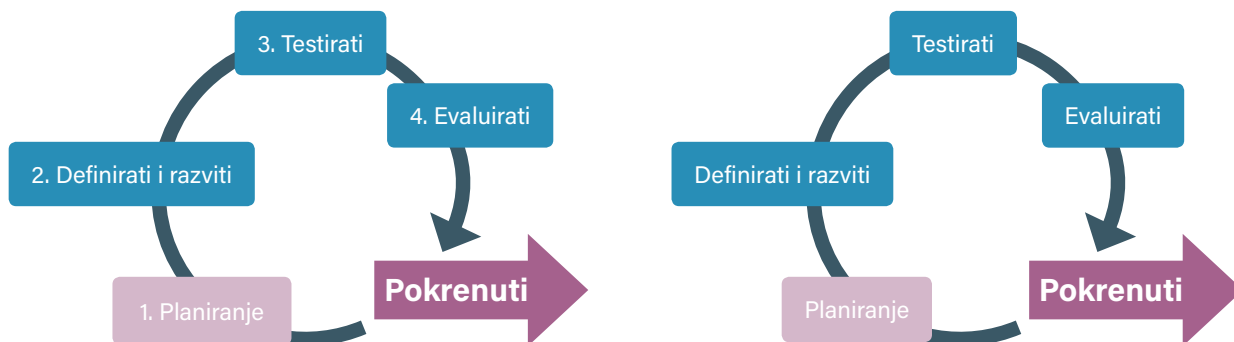 3. Testirati
4. Evaluirati
2. Definirati i razviti
Pokrenuti
1. Planiranje
Testirati
Evaluirati
Definirati i razviti
Pokrenuti
Planiranje